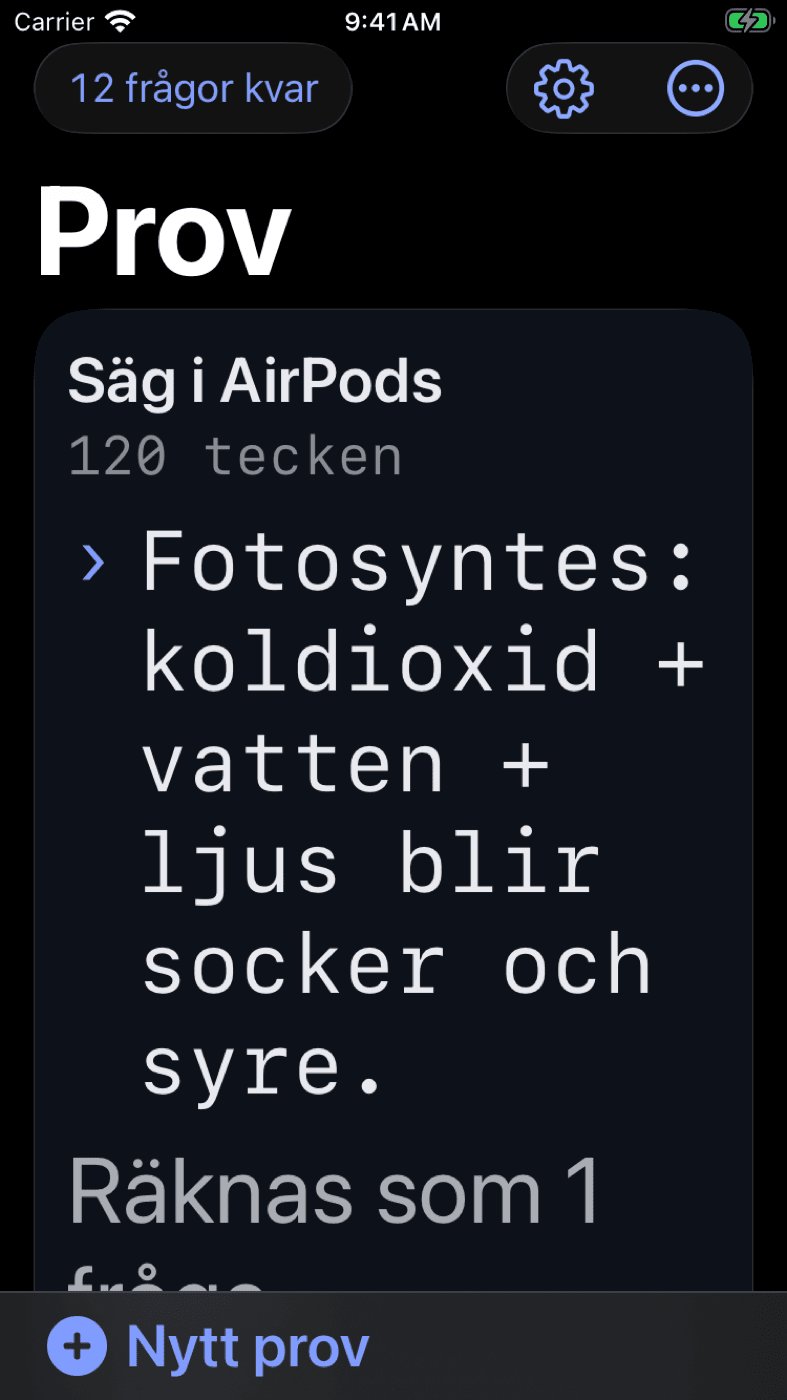 Carrier
9:41 AM
12 frågor kvar
Prov
Säg i AirPods
120 tecken
› Fotosyntes:
koldioxid +
vatten +
ljus blir
socker och
syre.
Räknas som 1
Nytt prov